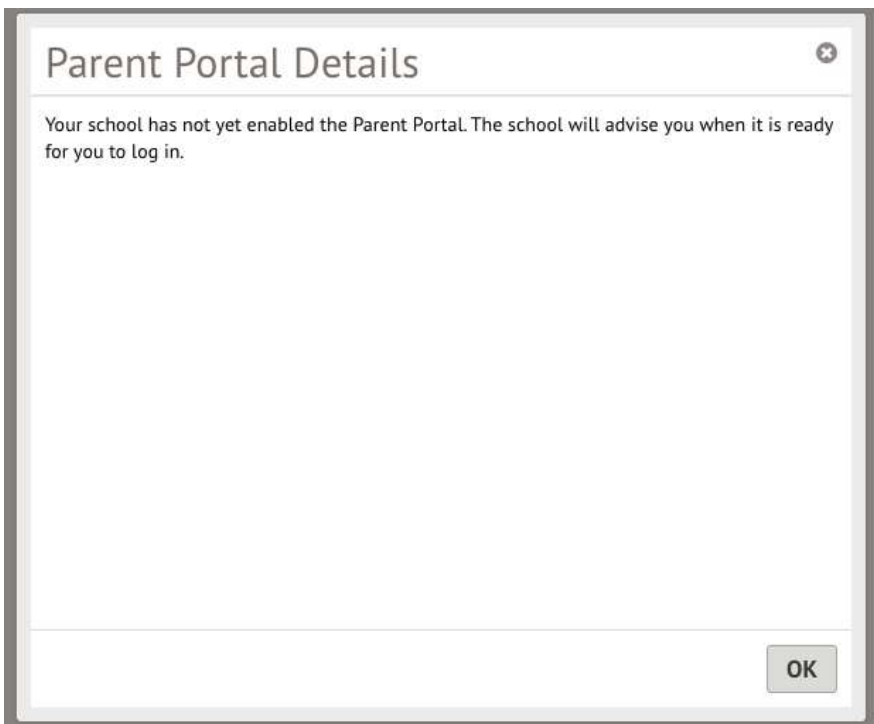 Parent Portal Details
Your school has not yet enabled the Parent Portal. The school will advise you when it is ready
for you to log in.
OK